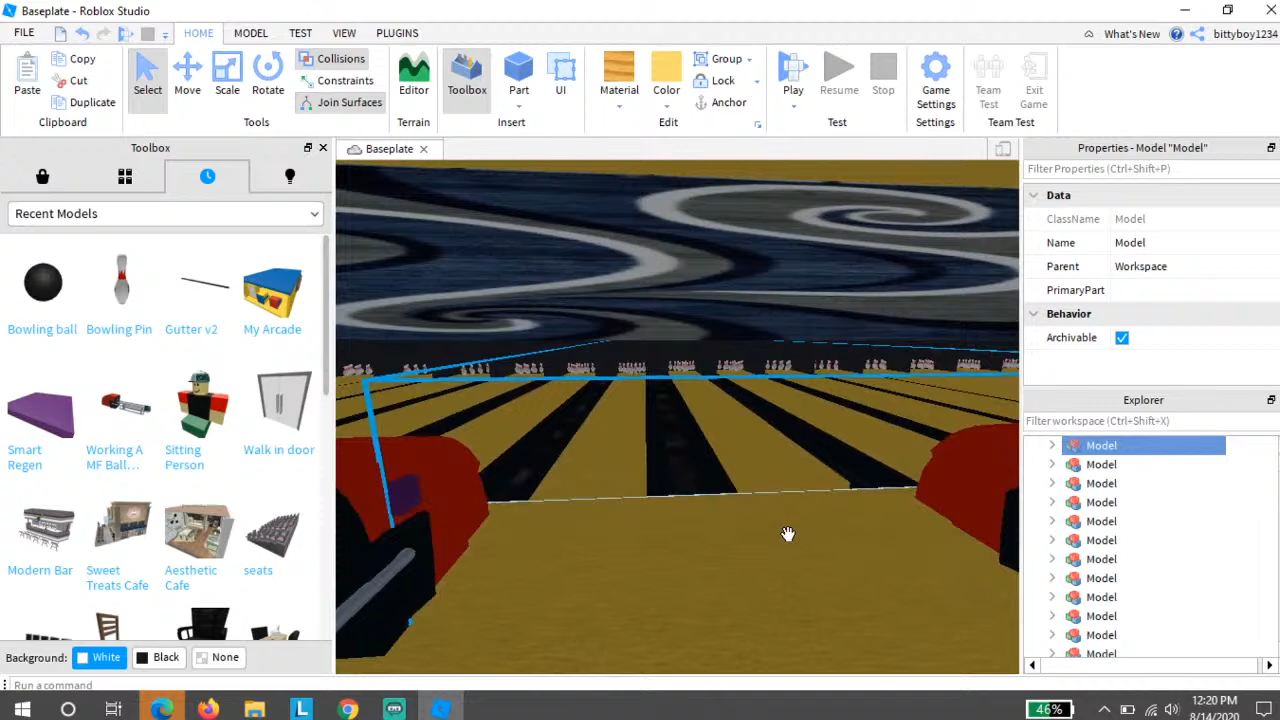 Baseplate - Roblox Studio
FILE HOME MODEL TEST VIEW PLUGINS What's New bittyboy1234
Paste Copy Cut Duplicate Clipboard
Select Move Scale Rotate Collisions Constraints Join Surfaces Tools
Editor Terrain
Toolbox Part UI Insert
Material Color Group Lock Anchor Edit
Play Resume Stop Test
Game Settings Settings
Team Test Exit Game Team Test
Toolbox
Recent Models
Bowling ball Bowling Pin Gutter v2 My Arcade
Smart Regen Working A MF Ball... Sitting Person Walk in door
Modern Bar Sweet Treats Cafe Aesthetic Cafe seats
Background: White Black None
Run a command
Baseplate
Properties - Model "Model"
Filter Properties (Ctrl+Shift+P)
Data
ClassName Model
Name Model
Parent Workspace
PrimaryPart
Behavior
Archivable
Explorer
Filter workspace (Ctrl+Shift+X)
Model
Model
Model
Model
Model
Model
Model
Model
Model
Model
Model
Model
46%
12:20 PM
8/14/2020